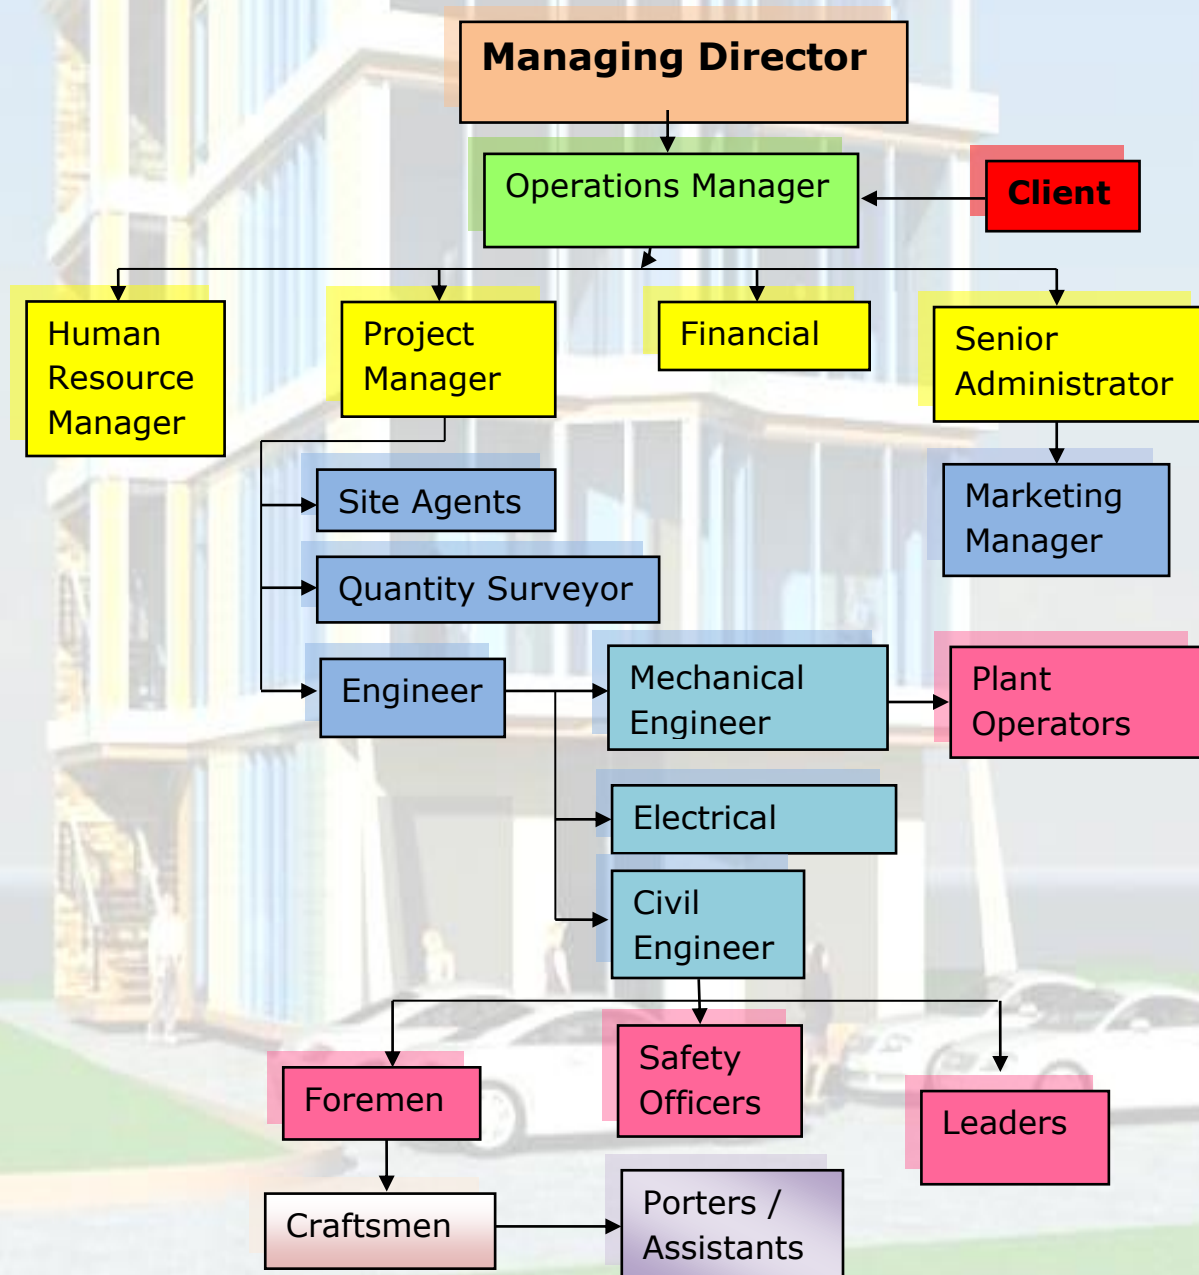 Managing Director
Operations Manager
Client
Human
Resource
Manager
Project
Manager
Financial
Senior
Administrator
Site Agents
Marketing
Manager
Quantity Surveyor
Engineer
Mechanical
Engineer
Plant
Operators
Electrical
Civil
Engineer
Foremen
Safety
Officers
Leaders
Craftsmen
Porters /
Assistants